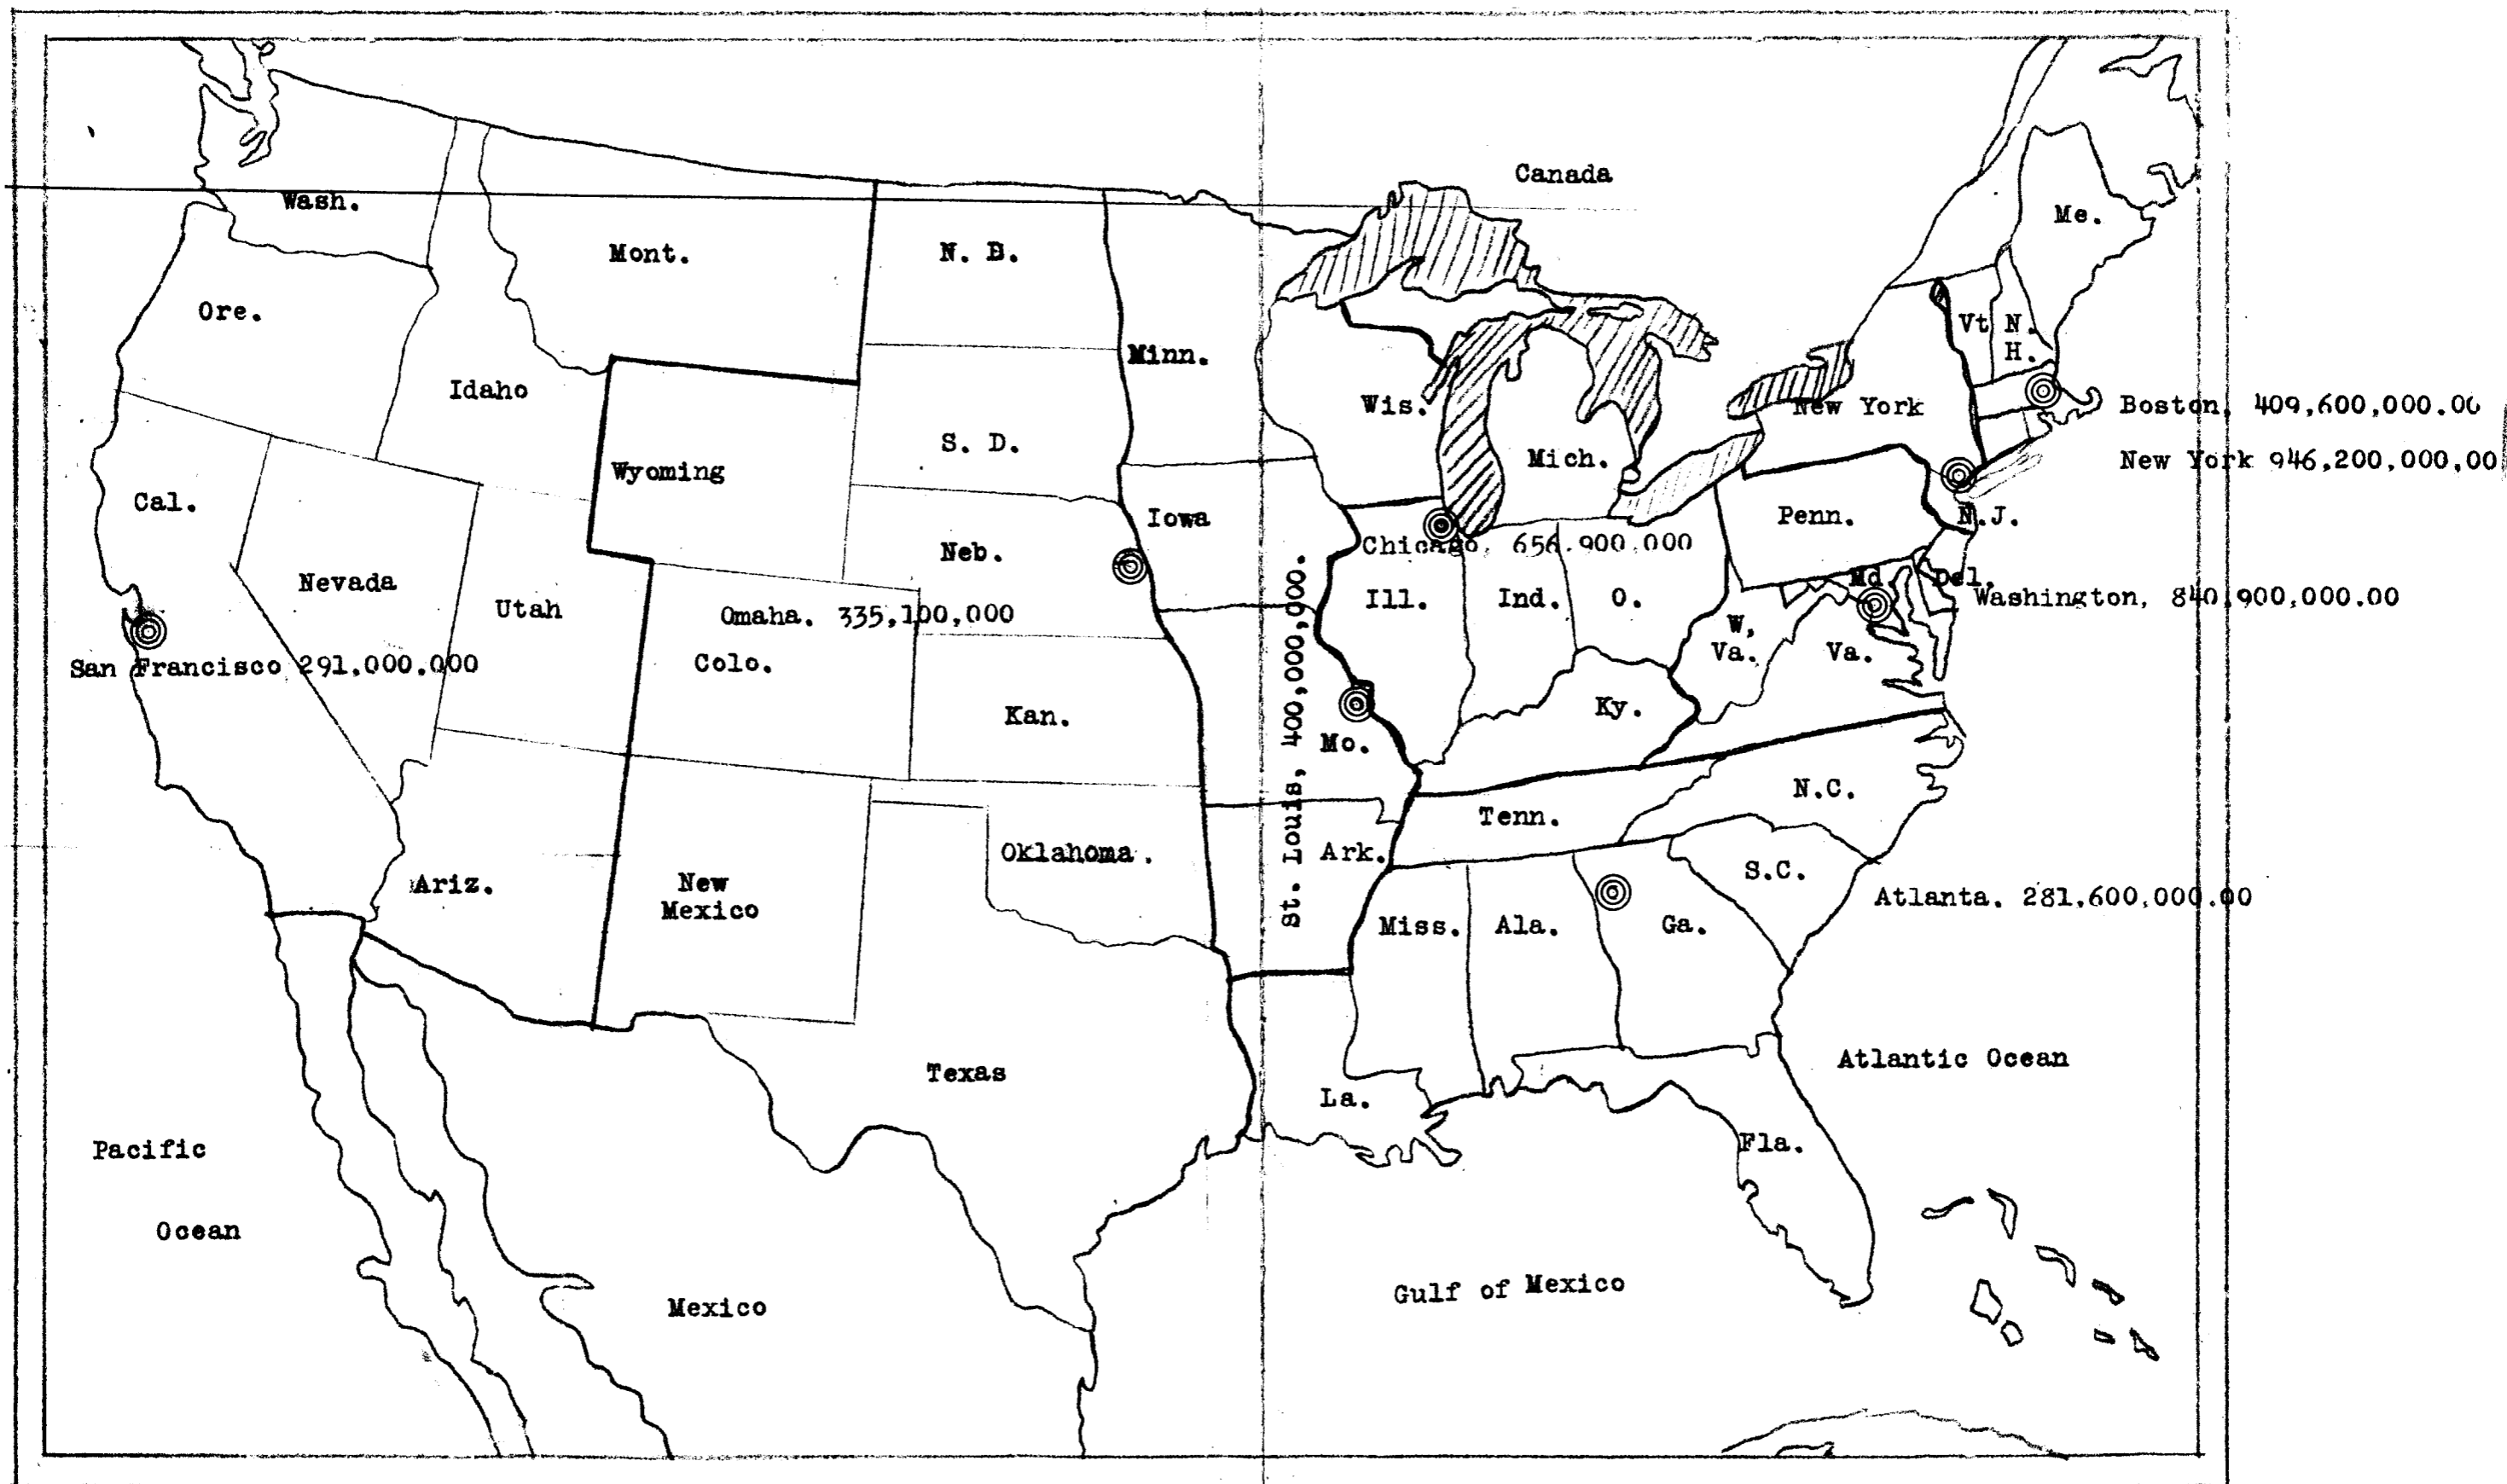 Canada
Wash.
Me.
Mont.
N. B.
Ore.
Vt
N.
H.
Minn.
Idaho
Wis.
New York
Boston, 409,600,000.00
S. D.
Mich.
New York 946,200,000,00
Wyoming
Cal.
Iowa
Penn.
N.J.
Neb.
Chicago, 656.900,000
Nevada
Md.
Del.
Utah
Ill.
Ind.
O.
Washington, 840,900,000.00
Omaha. 335,100,000
W,
Va.
Va.
San Francisco 291,000.000
Colo.
St. Louis, 400,000,000.
Kan.
Ky.
Mo.
N.C.
Tenn.
Oklahoma.
Ark.
S.C.
Ariz.
New
Mexico
Atlanta. 281,600,000.00
Miss.
Ala.
Ga.
Atlantic Ocean
Texas
La.
Pacific
Fla.
Ocean
Gulf of Mexico
Mexico